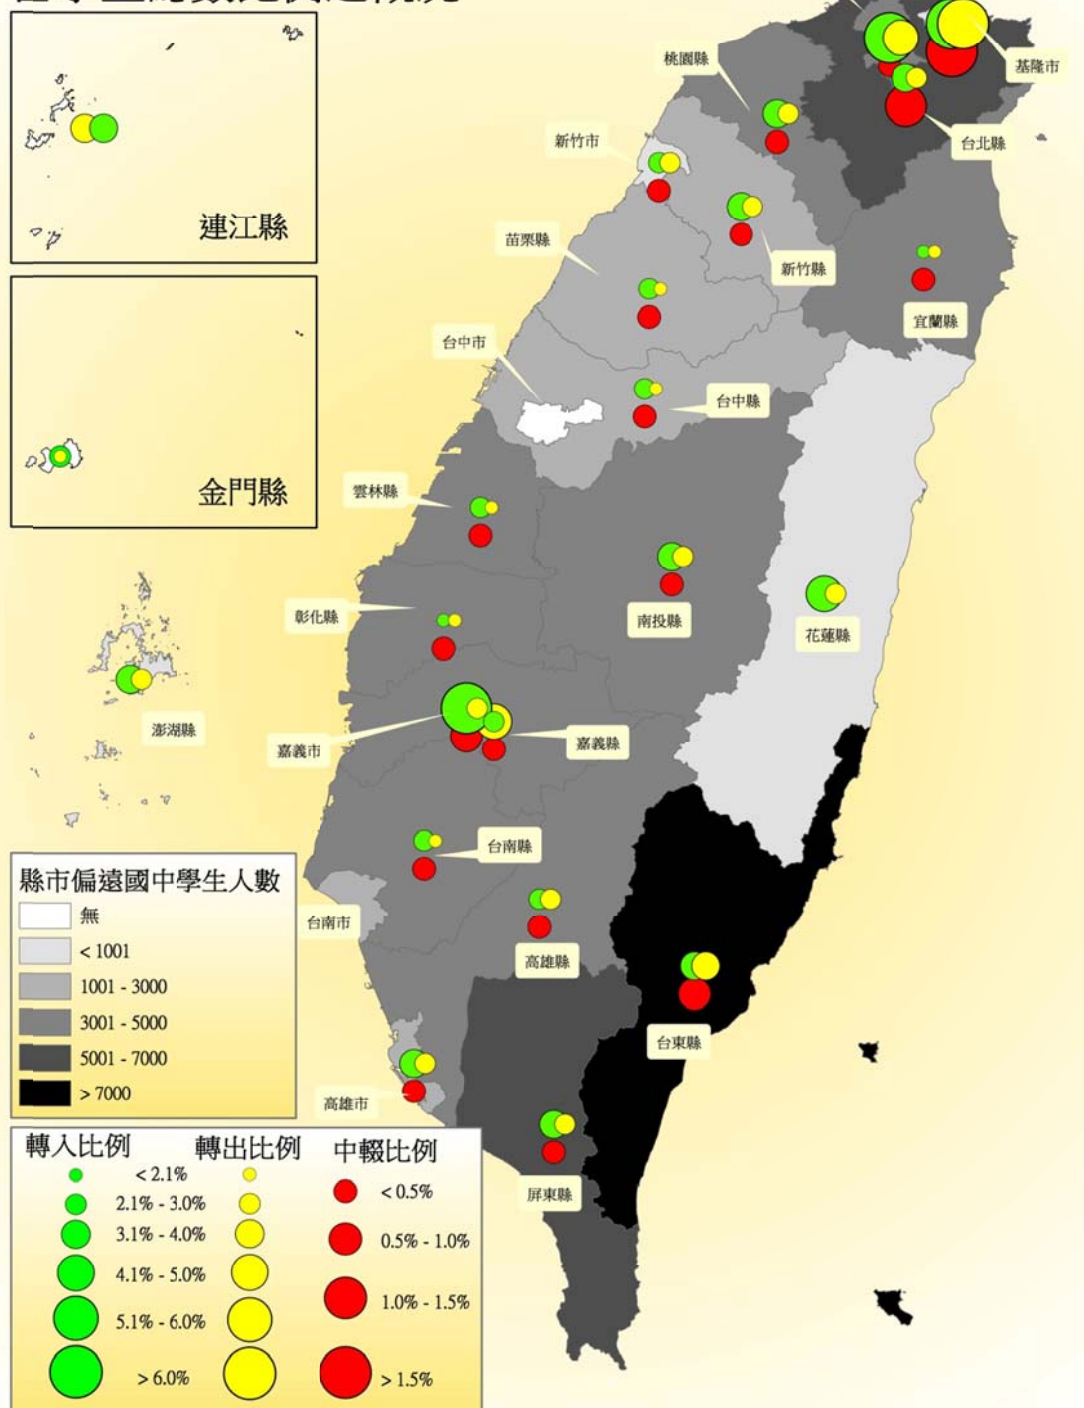 連江縣
金門縣
基隆市
桃園縣
台北縣
新竹市
苗栗縣
新竹縣
宜蘭縣
台中市
台中縣
雲林縣
南投縣
花蓮縣
彰化縣
澎湖縣
嘉義市
嘉義縣
台南縣
台南市
高雄縣
台東縣
高雄市
屏東縣
縣市偏遠國中學生人數
無
< 1001
1001 - 3000
3001 - 5000
5001 - 7000
> 7000
轉入比例 轉出比例 中輟比例
< 2.1%
2.1% - 3.0%
3.1% - 4.0%
4.1% - 5.0%
5.1% - 6.0%
> 6.0%
< 0.5%
0.5% - 1.0%
1.0% - 1.5%
> 1.5%